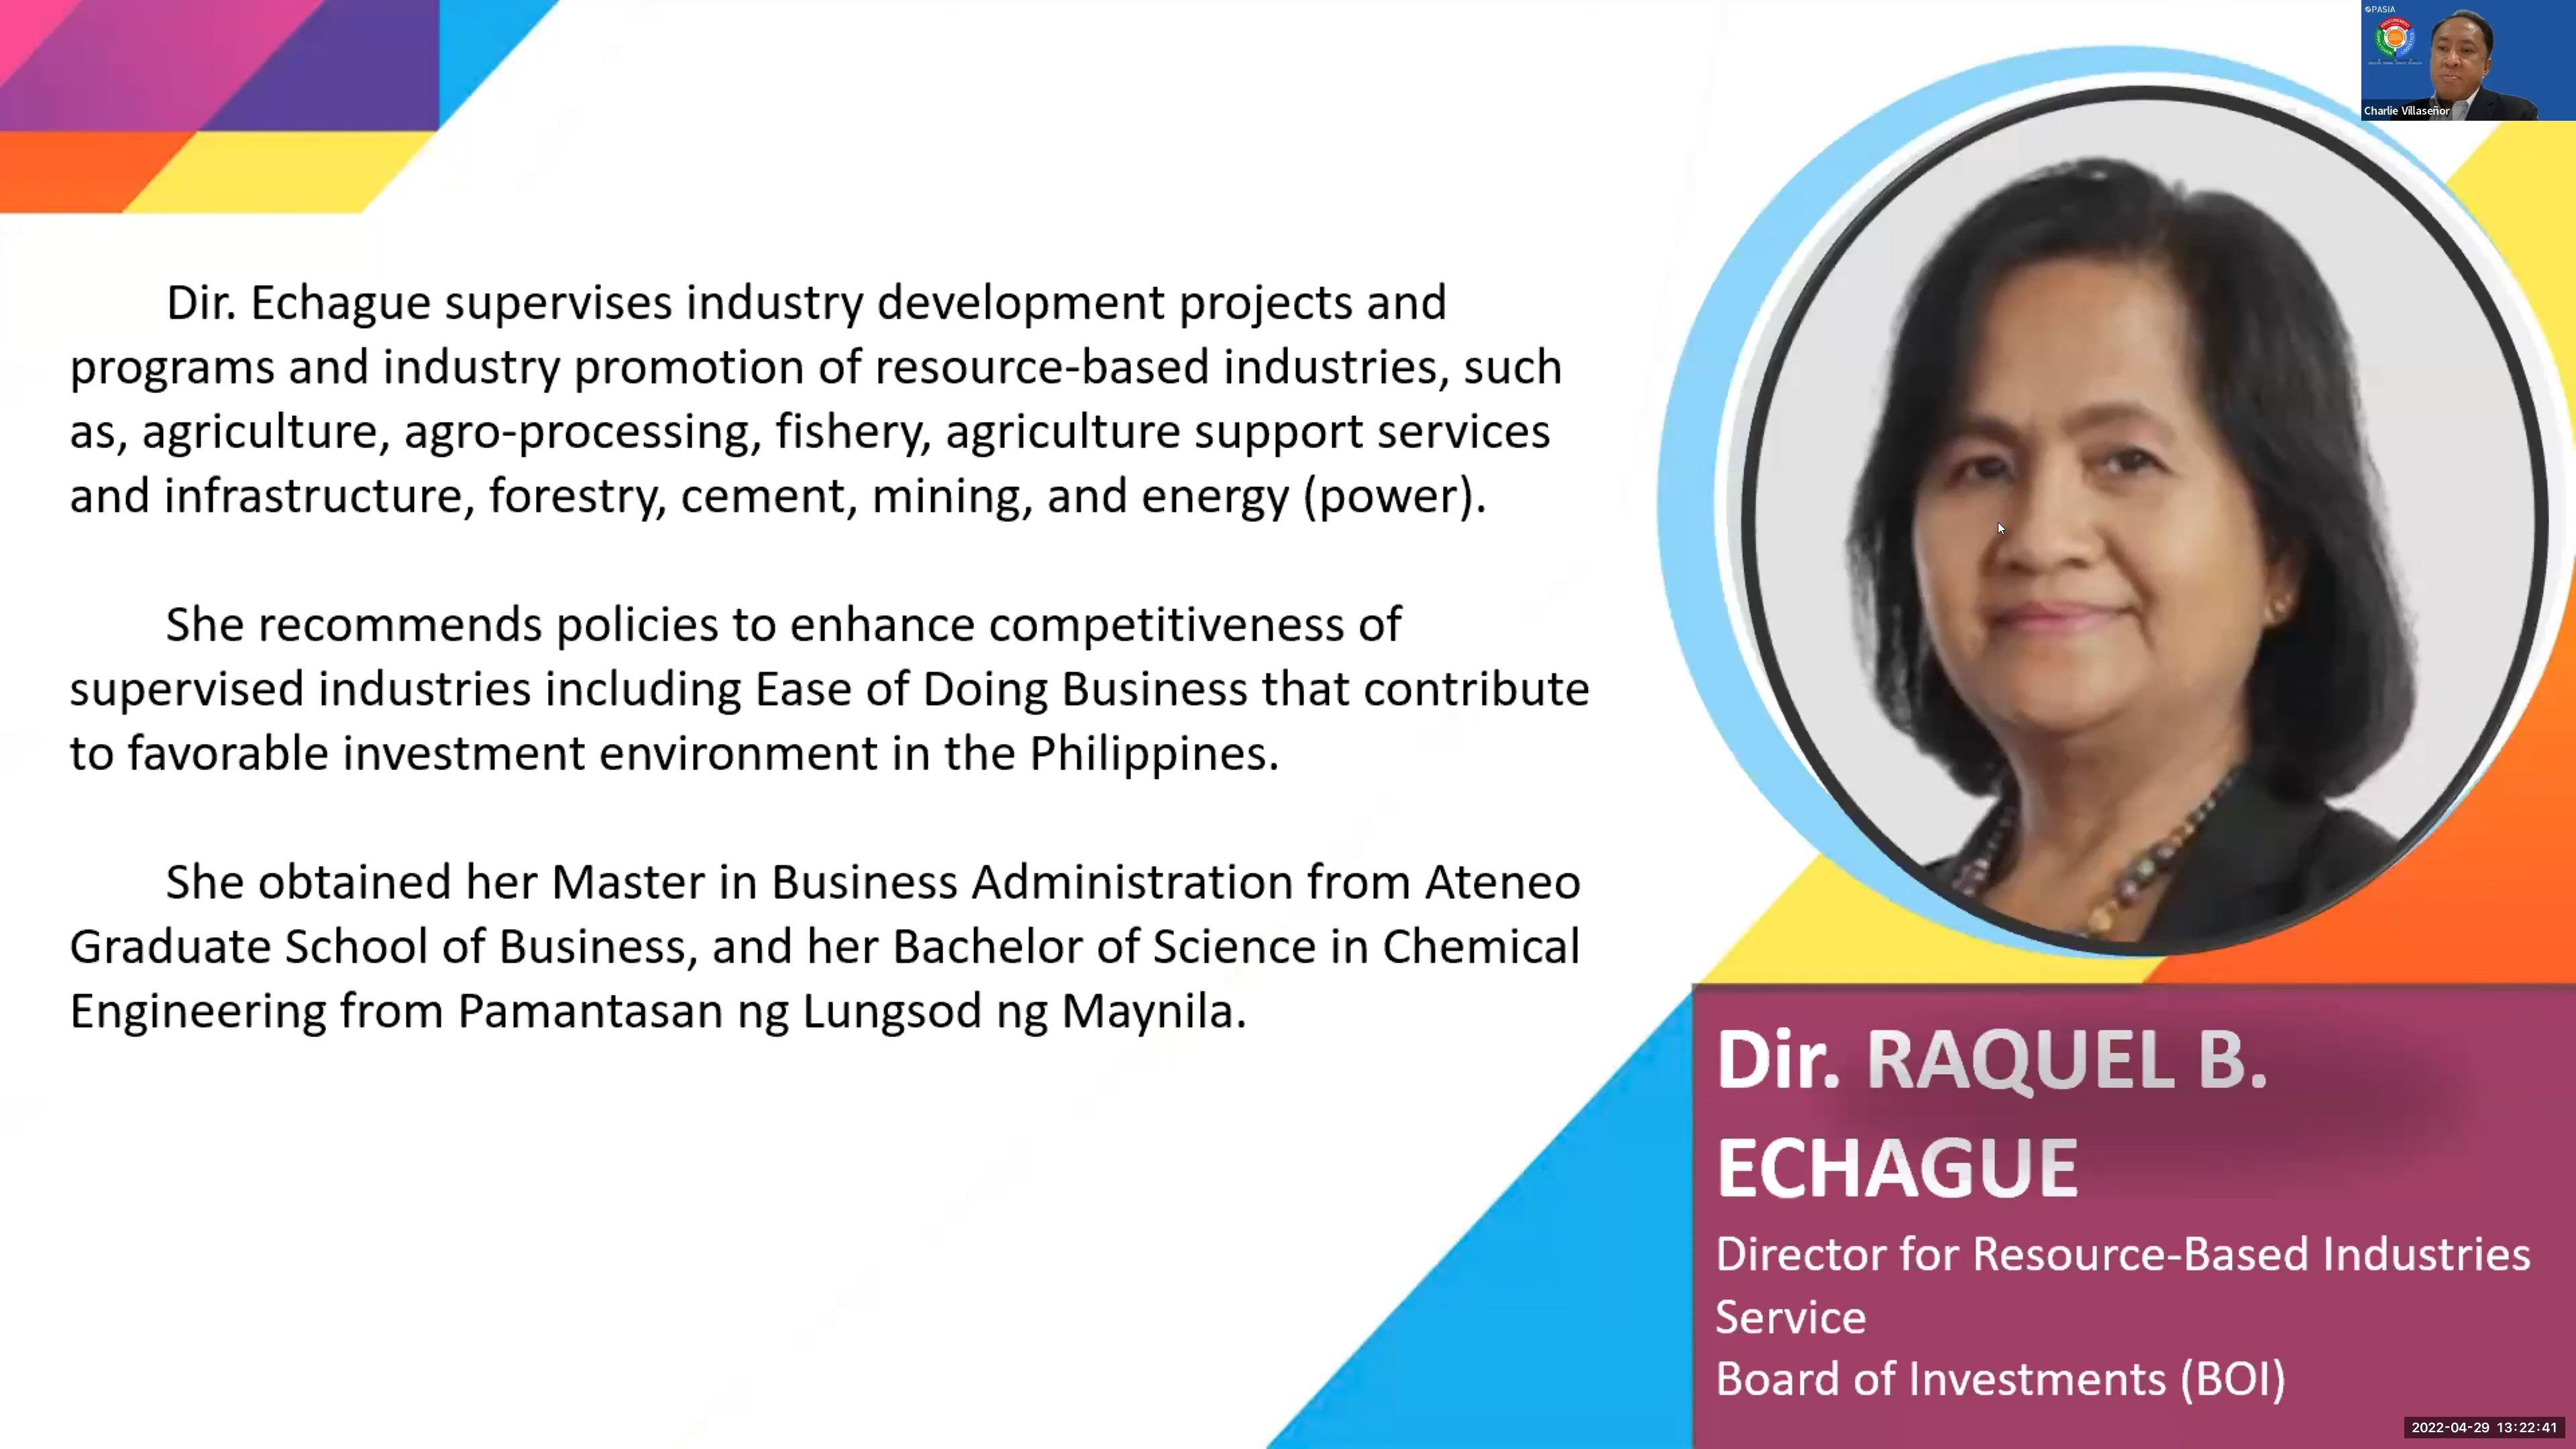 PASIA
Charlie Villaseñor
Dir. Echague supervises industry development projects and
programs and industry promotion of resource-based industries, such
as, agriculture, agro-processing, fishery, agriculture support services
and infrastructure, forestry, cement, mining, and energy (power).
She recommends policies to enhance competitiveness of
supervised industries including Ease of Doing Business that contribute
to favorable investment environment in the Philippines.
She obtained her Master in Business Administration from Ateneo
Graduate School of Business, and her Bachelor of Science in Chemical
Engineering from Pamantasan ng Lungsod ng Maynila.
Dir. RAQUEL B.
ECHAGUE
Director for Resource-Based Industries
Service
Board of Investments (BOI)
2022-04-29 13:22:41